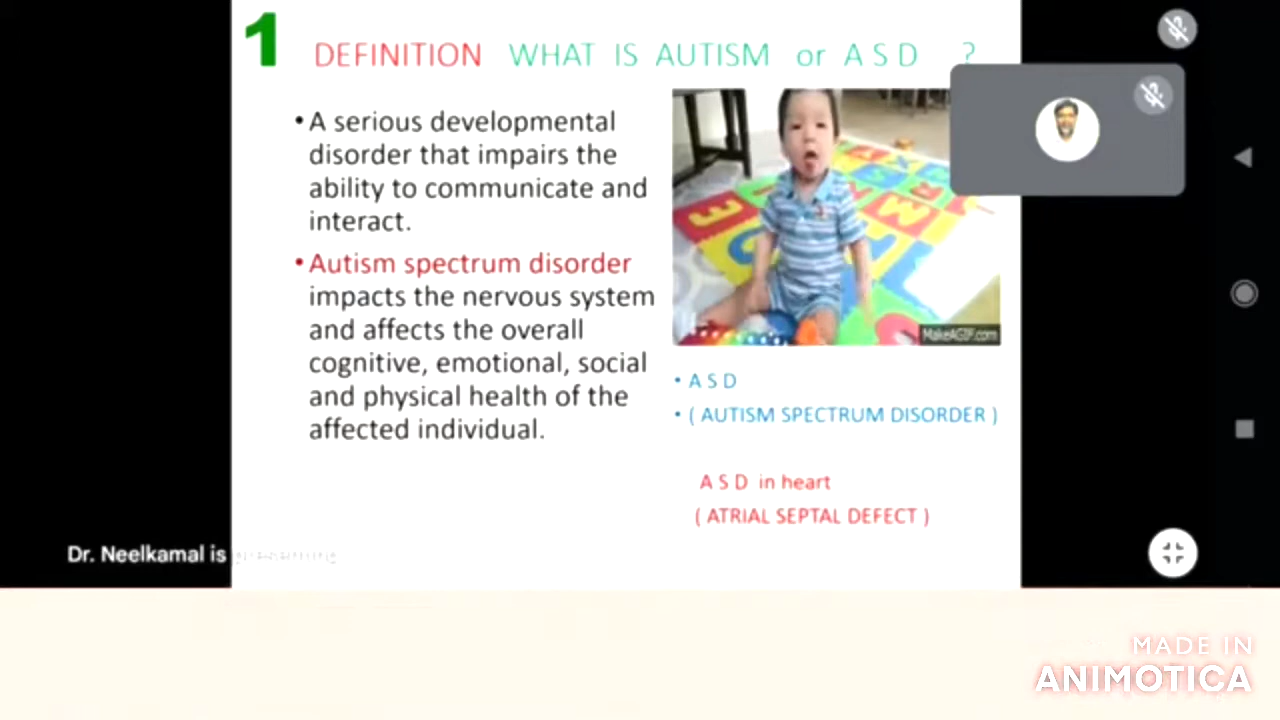 1
DEFINITION WHAT IS AUTISM or A S D ?
•A serious developmental
disorder that impairs the
ability to communicate and
interact.
•Autism spectrum disorder
impacts the nervous system
and affects the overall
cognitive, emotional, social
and physical health of the
affected individual.
MakeAGIF.com
• A S D
• ( AUTISM SPECTRUM DISORDER )
A S D in heart
( ATRIAL SEPTAL DEFECT )
Dr. Neelkamal is presenting
MADE IN
ANIMOTICA